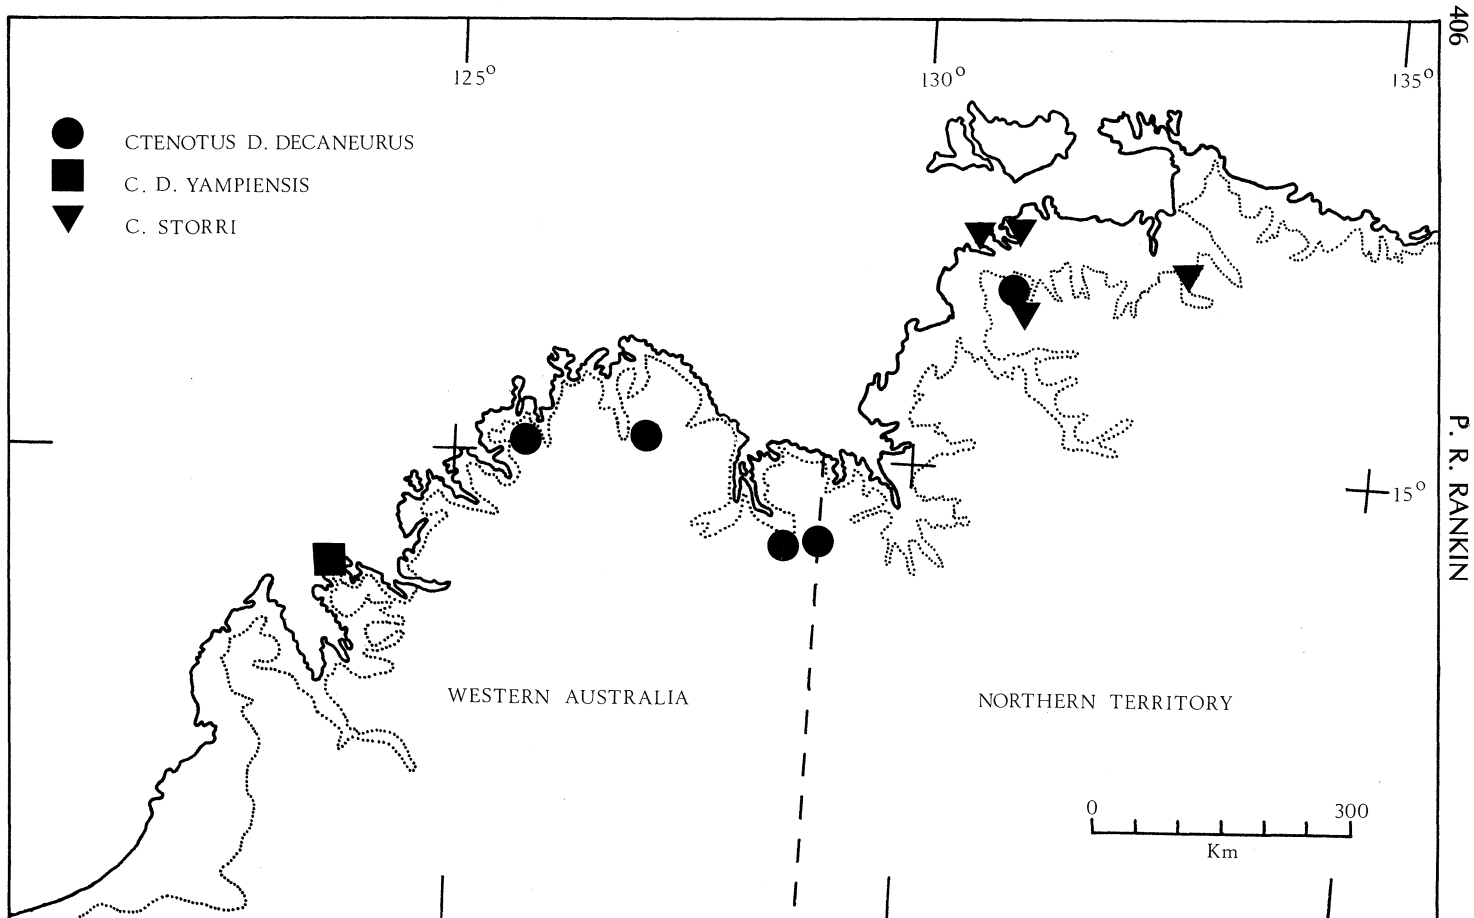 406
P. R. RANKIN
125°
130°
135°
CTENOTUS D. DECANEURUS
C. D. YAMPIENSIS
C. STORRI
15°
WESTERN AUSTRALIA
NORTHERN TERRITORY
0 300
Km